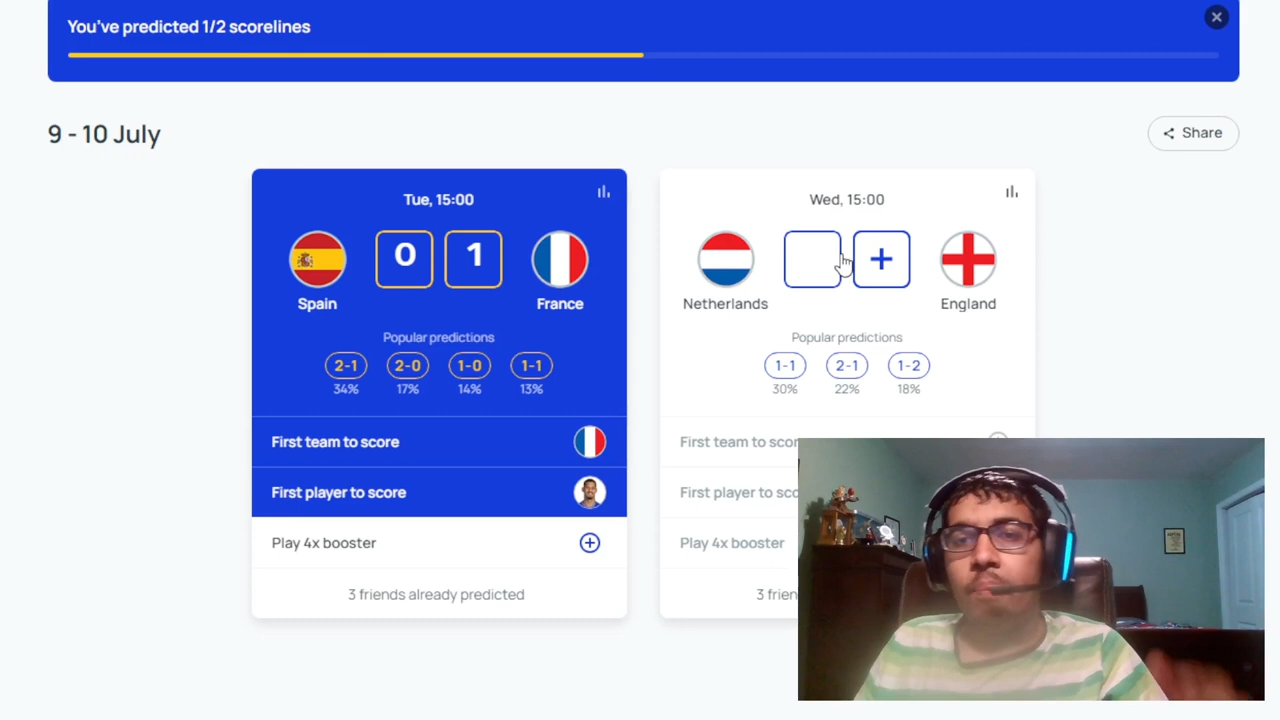 You've predicted 1/2 scorelines
9 - 10 July
Share
Tue, 15:00
0 1
Spain France
Popular predictions
2-1 2-0 1-0 1-1
34% 17% 14% 13%
First team to score
First player to score
Play 4x booster
3 friends already predicted
Wed, 15:00
+
Netherlands England
Popular predictions
1-1 2-1 1-2
30% 22% 18%
First team to scor
First player to sco
Play 4x booster
3 frien